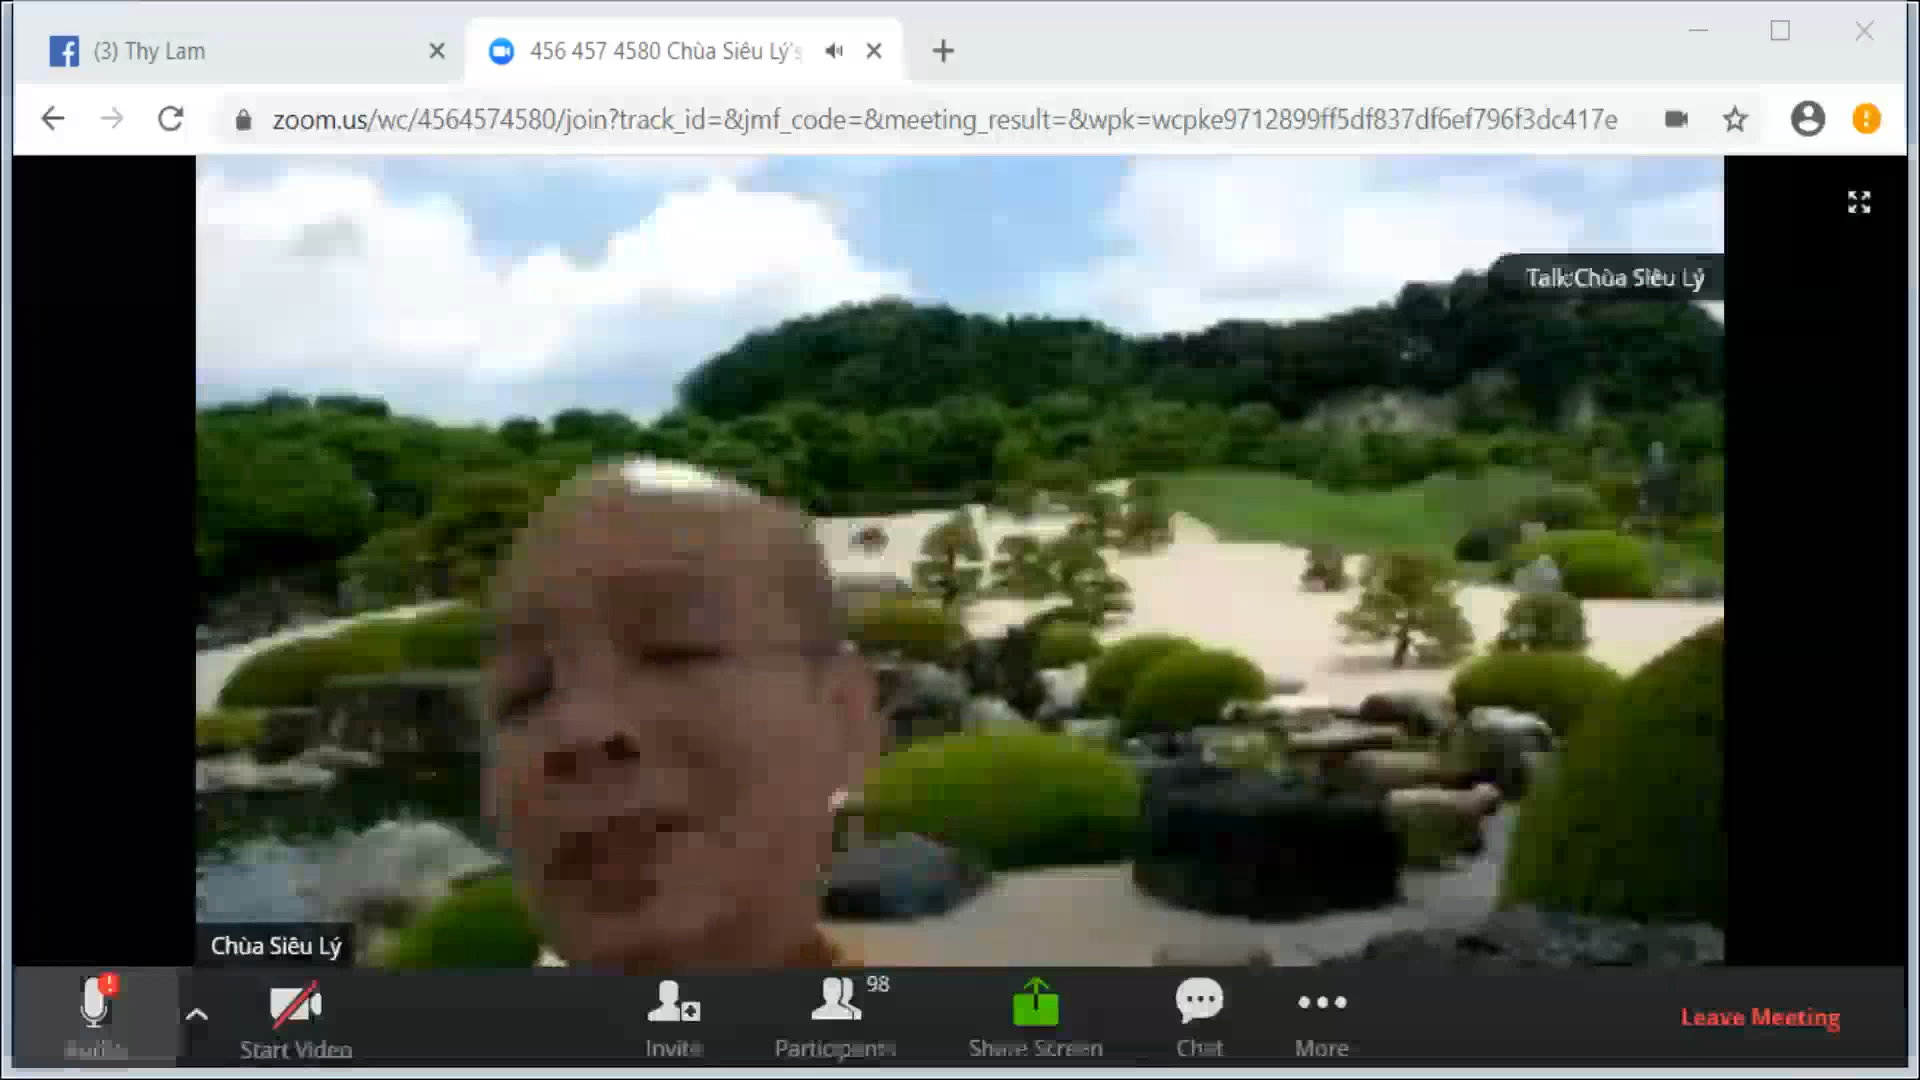 (3) Thy Lam
456 457 4580 Chùa Siêu Lý's
zoom.us/wc/4564574580/join?track_id=&jmf_code=&meeting_result=&wpk=wcpke9712899ff5df837df6ef796f3dc417e
Talk:Chùa Siêu Lý
Chùa Siêu Lý
98
Audio
Start Video
Invite
Participants
Share Screen
Chat
More
Leave Meeting